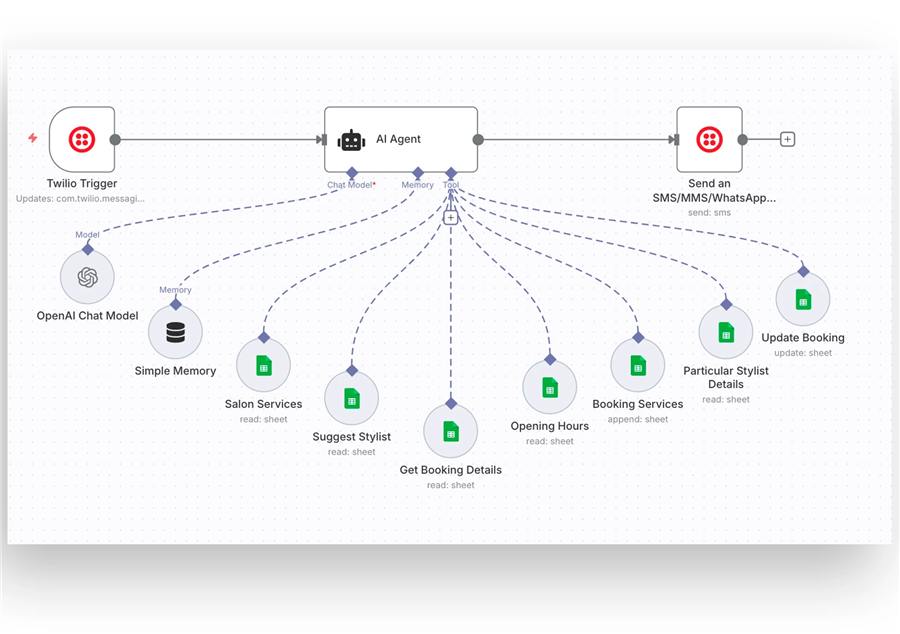 AI Agent
Twilio Trigger
Updates: com.twilio.messagi...
Chat Model*
Memory
Tool
Send an
SMS/MMS/WhatsApp...
send: sms
Model
OpenAI Chat Model
Memory
Simple Memory
Salon Services
read: sheet
Suggest Stylist
read: sheet
Get Booking Details
read: sheet
Opening Hours
read: sheet
Booking Services
append: sheet
Particular Stylist
Details
read: sheet
Update Booking
update: sheet